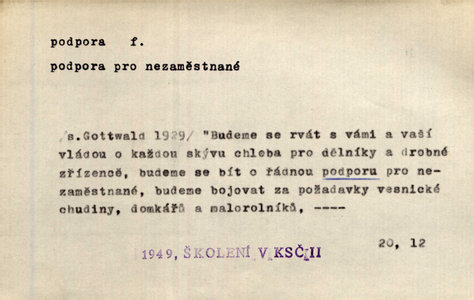 podpora f.
podpora pro nezaměstnané
/s.Gottwald 1929/ "Budeme se rvát s vámi a vaší
vládou o každou skývu chleba pro dělníky a drobné
zřízencě, budeme se bít o řádnou podporu pro ne-
zaměstnané, budeme bojovat za požadavky vesnické
chudiny, domkářů a malorolníků, ----
20, 12
1949, ŠKOLENÍ V KSČ II